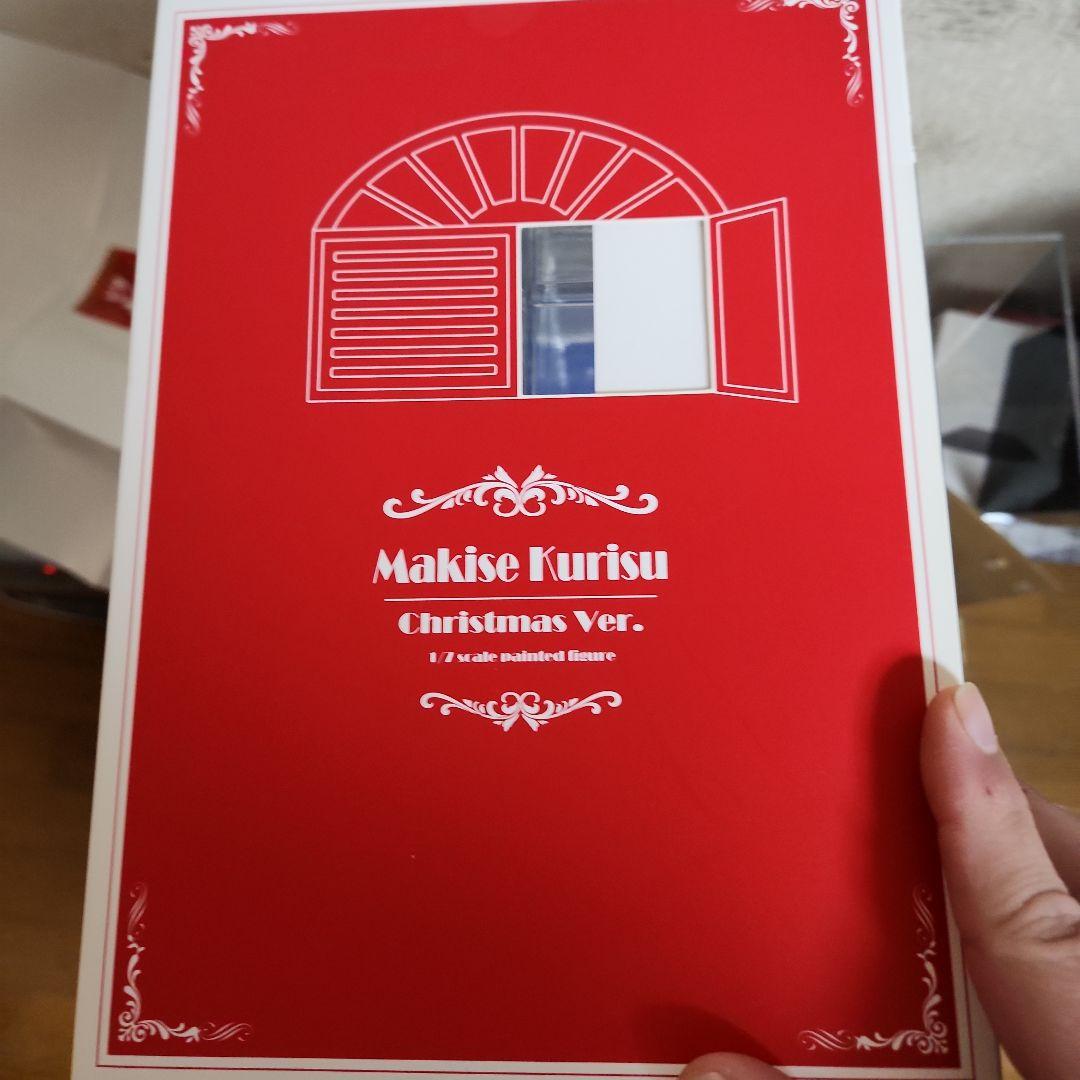 Makise Kurisu
Christmas Ver.
1/7 scale painted figure